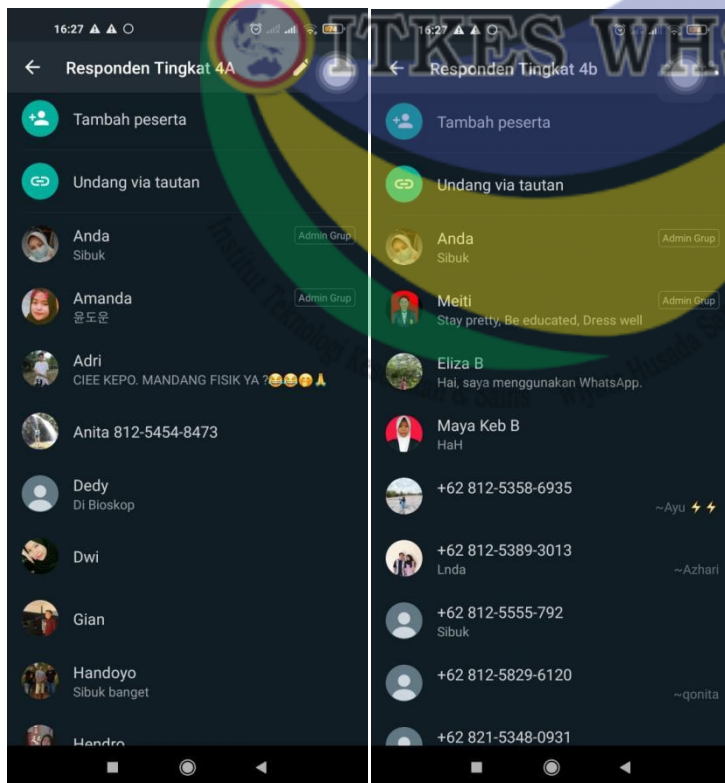 16:27
Responden Tingkat 4A
Tambah peserta
Undang via tautan
Anda
Admin Grup
Sibuk
Amanda
Admin Grup
윤도운
Adri
CIEE KEPO. MANDANG FISIK YA ?😂😂🤭🙏
Anita 812-5454-8473
Dedy
Di Bioskop
Dwi
Gian
Handoyo
Sibuk banget
Hendro
ITKES WHS
16:27
Responden Tingkat 4b
Tambah peserta
Undang via tautan
Anda
Admin Grup
Sibuk
Meiti
Admin Grup
Stay pretty, Be educated, Dress well
Eliza B
Hai, saya menggunakan WhatsApp.
Maya Keb B
HaH
+62 812-5358-6935
~Ayu ⚡⚡
+62 812-5389-3013
Lnda
~Azhari
+62 812-5555-792
Sibuk
+62 812-5829-6120
~qonita
+62 821-5348-0931